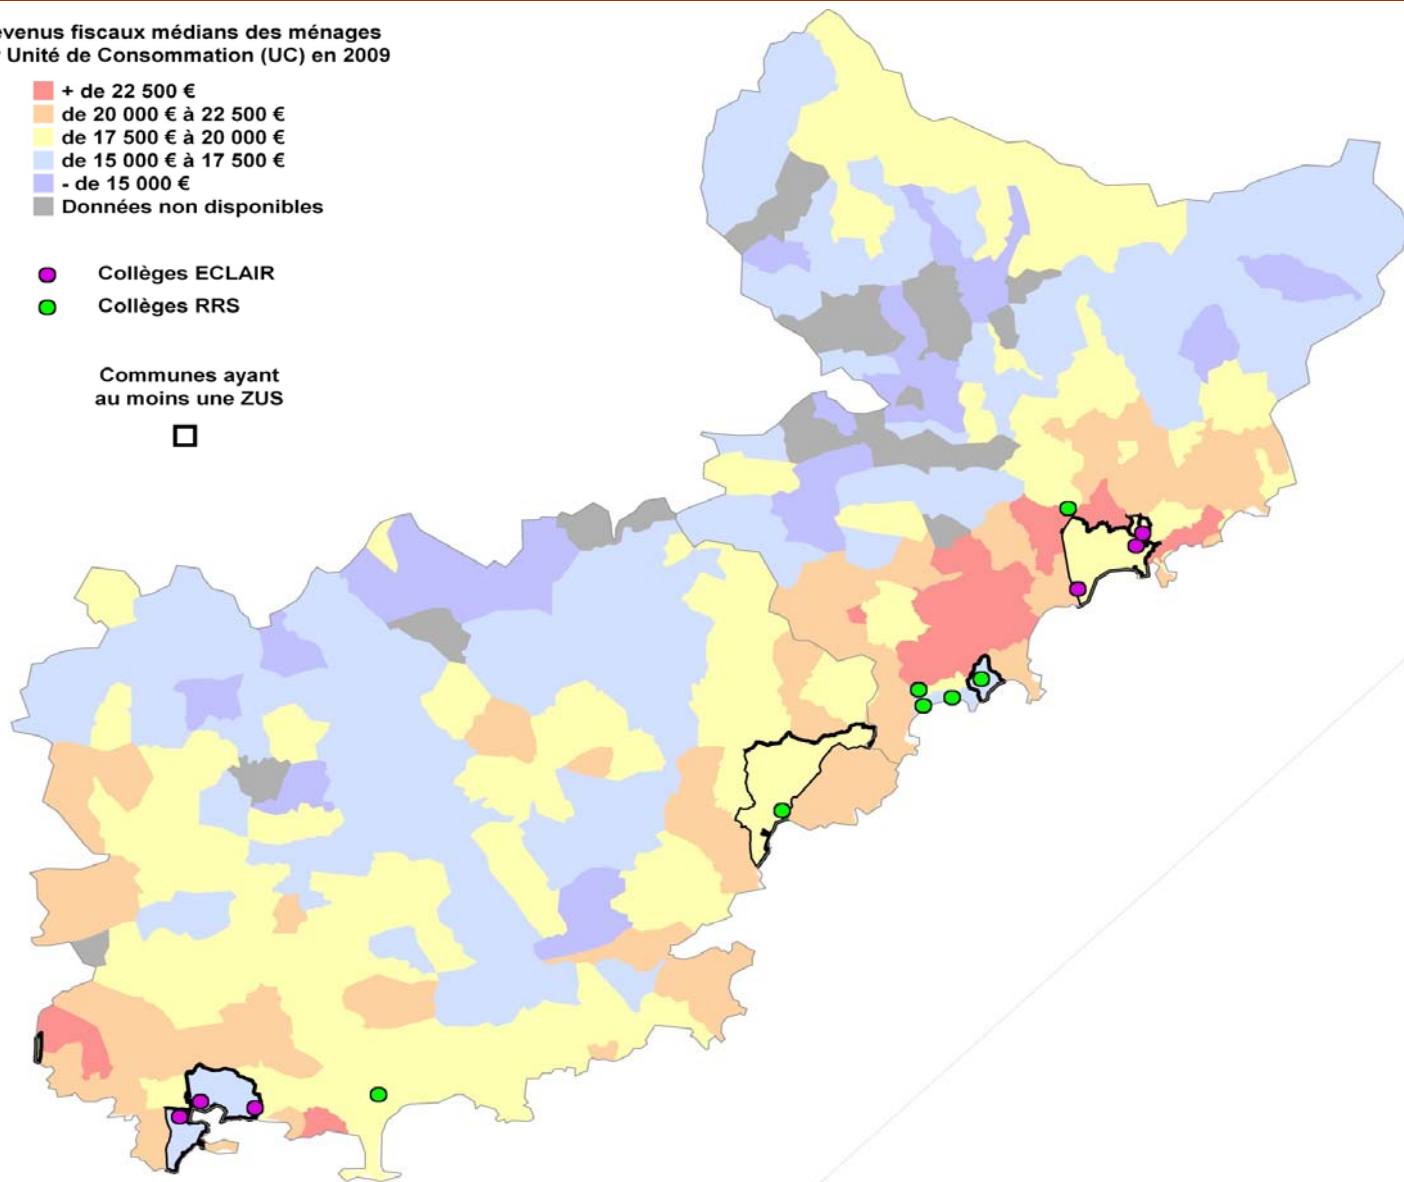 evenus fiscaux médians des ménages
Unité de Consommation (UC) en 2009
+ de 22 500 €
de 20 000 € à 22 500 €
de 17 500 € à 20 000 €
de 15 000 € à 17 500 €
- de 15 000 €
Données non disponibles
Collèges ECLAIR
Collèges RRS
Communes ayant
au moins une ZUS